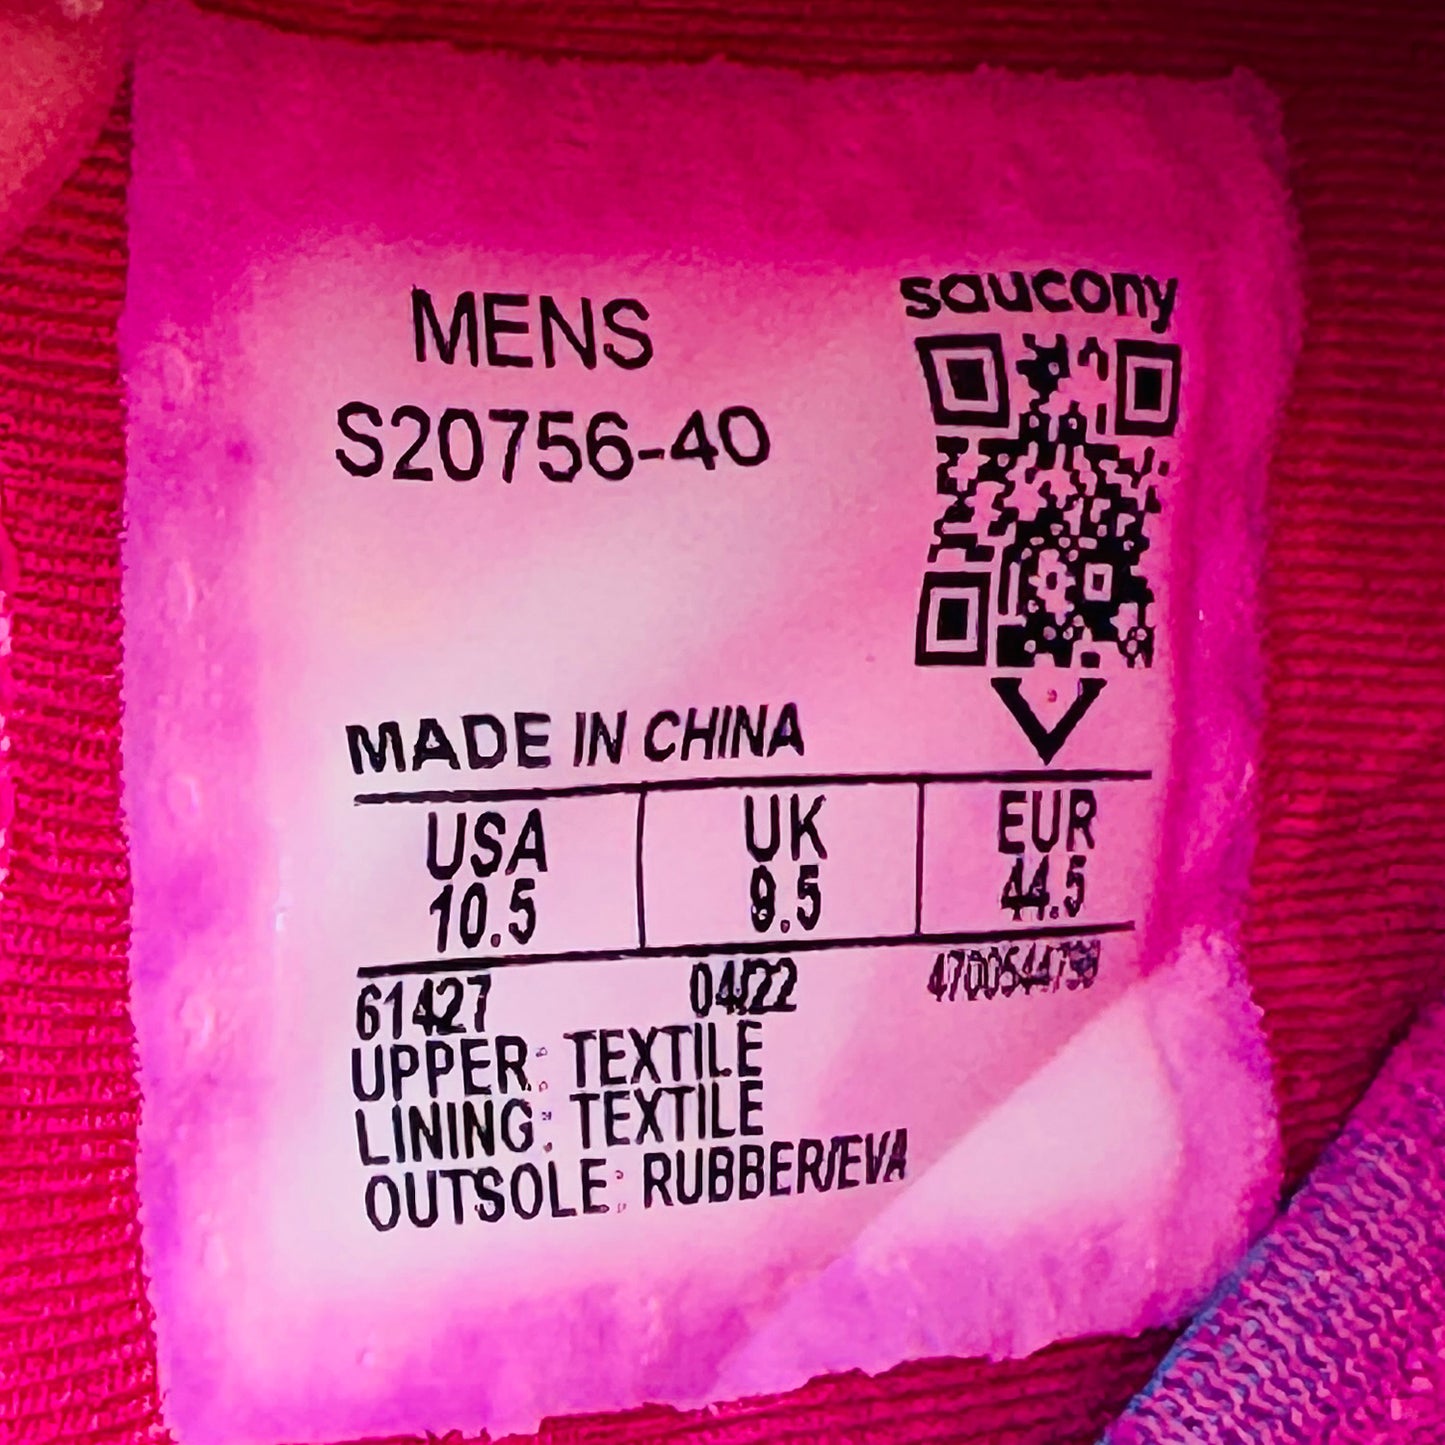 saucony
MENS
S20756-40
MADE IN CHINA
USA UK EUR
10.5 9.5 44.5
61427 04/22
UPPER: TEXTILE
LINING: TEXTILE
OUTSOLE: RUBBER/EVA